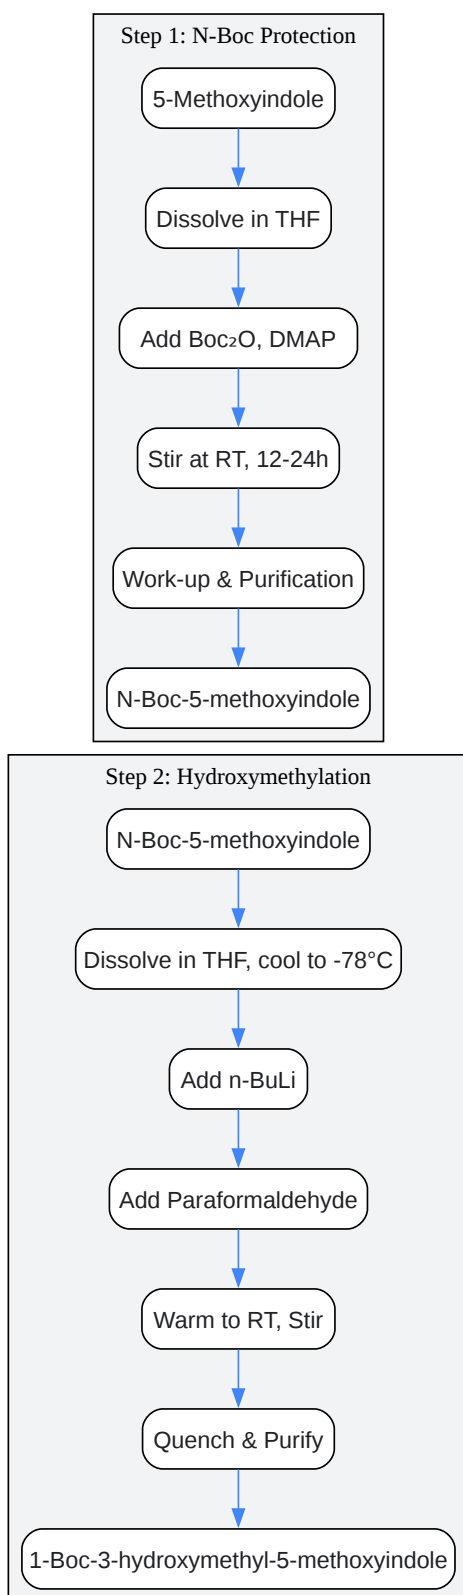 Step 1: N-Boc Protection
5-Methoxyindole
Dissolve in THF
Add Boc₂O, DMAP
Stir at RT, 12-24h
Work-up & Purification
N-Boc-5-methoxyindole
Step 2: Hydroxymethylation
N-Boc-5-methoxyindole
Dissolve in THF, cool to -78°C
Add n-BuLi
Add Paraformaldehyde
Warm to RT, Stir
Quench & Purify
1-Boc-3-hydroxymethyl-5-methoxyindole